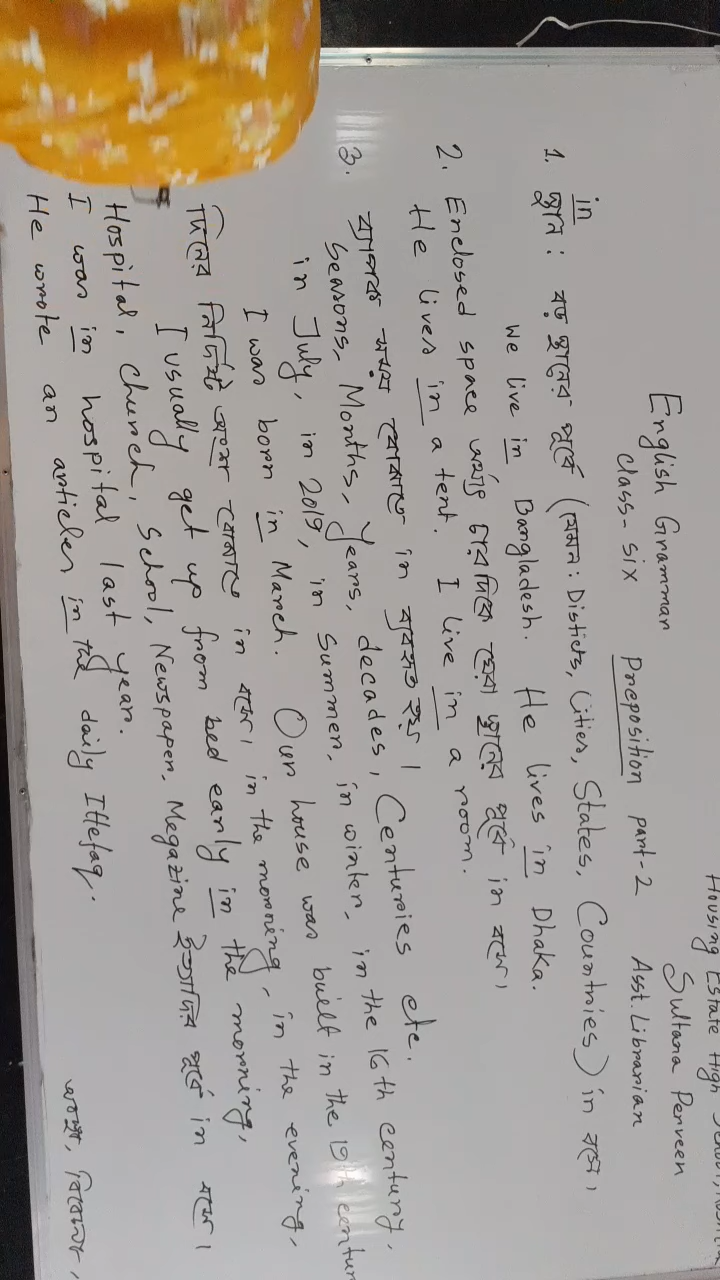 Housing Estate High School,
English Grammar Sultana Perveen
class-six Preposition part-2 Asst. Librarian
in
1. স্থান: বড় স্থানের পূর্বে (যেমন: Disticts, Cities, States, Countries) in বসে।
We live in Bangladesh. He lives in Dhaka.
2. Enclosed space অর্থাৎ চারদিকে ঘেরা স্থানের পূর্বে in বসে।
He lives in a tent. I live in a room.
3. ব্যাপক সময় বোঝাতে in ব্যবহৃত হয়।
Seasons, Months, Years, decades, Centuries etc.
in July, in 2019, in summer, in winter, in the 16th century,
I was born in March. Our house was built in the 19th centur
দিনের নির্দিষ্ট অংশ বোঝাতে in বসে। in the morning, in the evening,
I usually get up from bed early in the morning,
Hospital, Church, School, Newspaper, Megazine ইত্যাদির পূর্বে in বসে।
I was in hospital last year.
He wrote an articler in the daily Ittefaq.